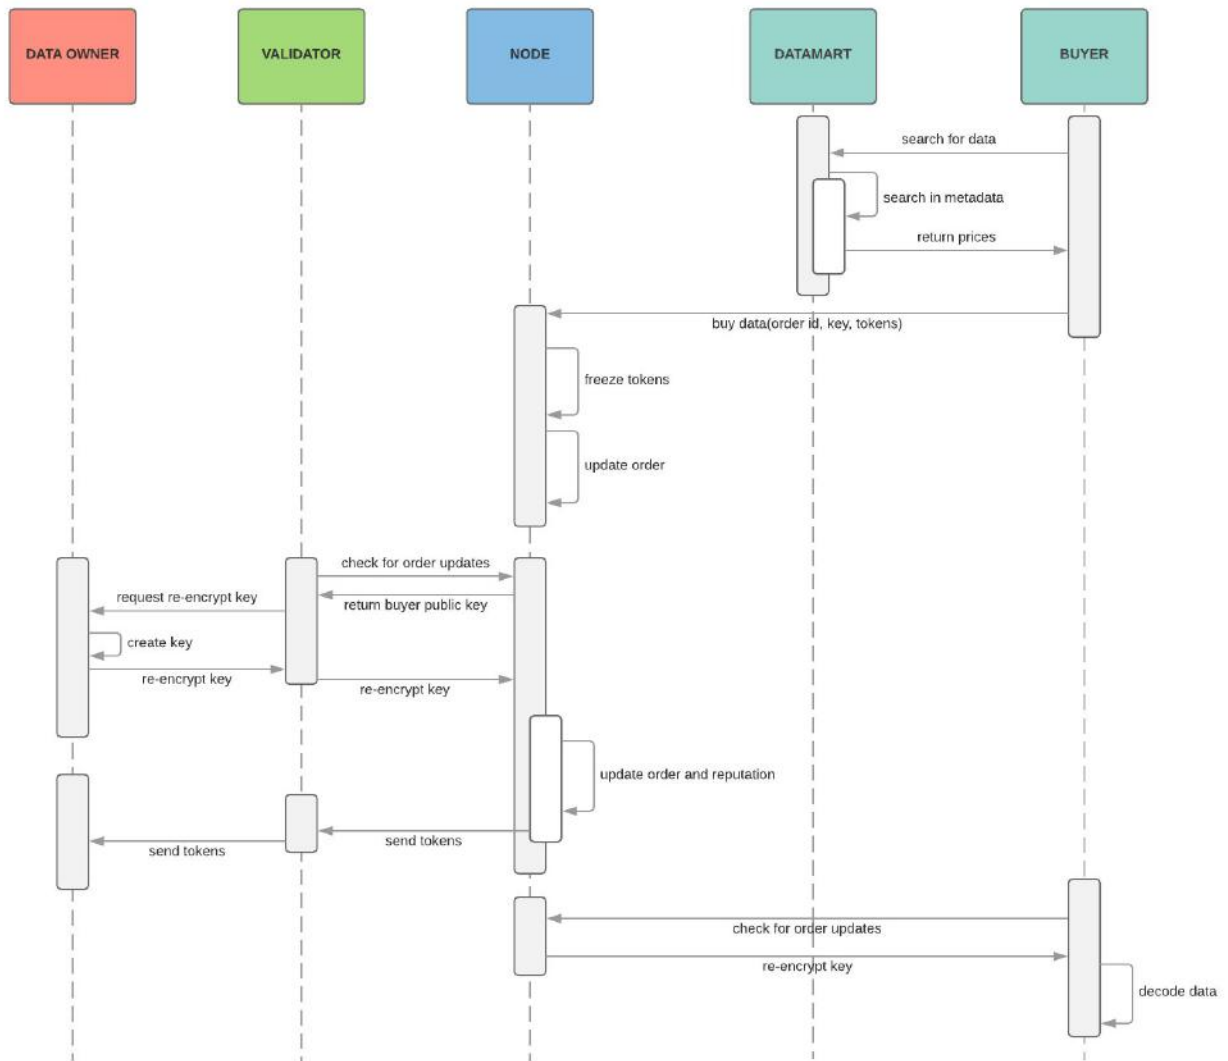 DATA OWNER
VALIDATOR
NODE
DATAMART
BUYER
search for data
search in metadata
return prices
buy data(order id, key, tokens)
freeze tokens
update order
check for order updates
request re-encrypt key
return buyer public key
create key
re-encrypt key
re-encrypt key
update order and reputation
send tokens
send tokens
check for order updates
re-encrypt key
decode data